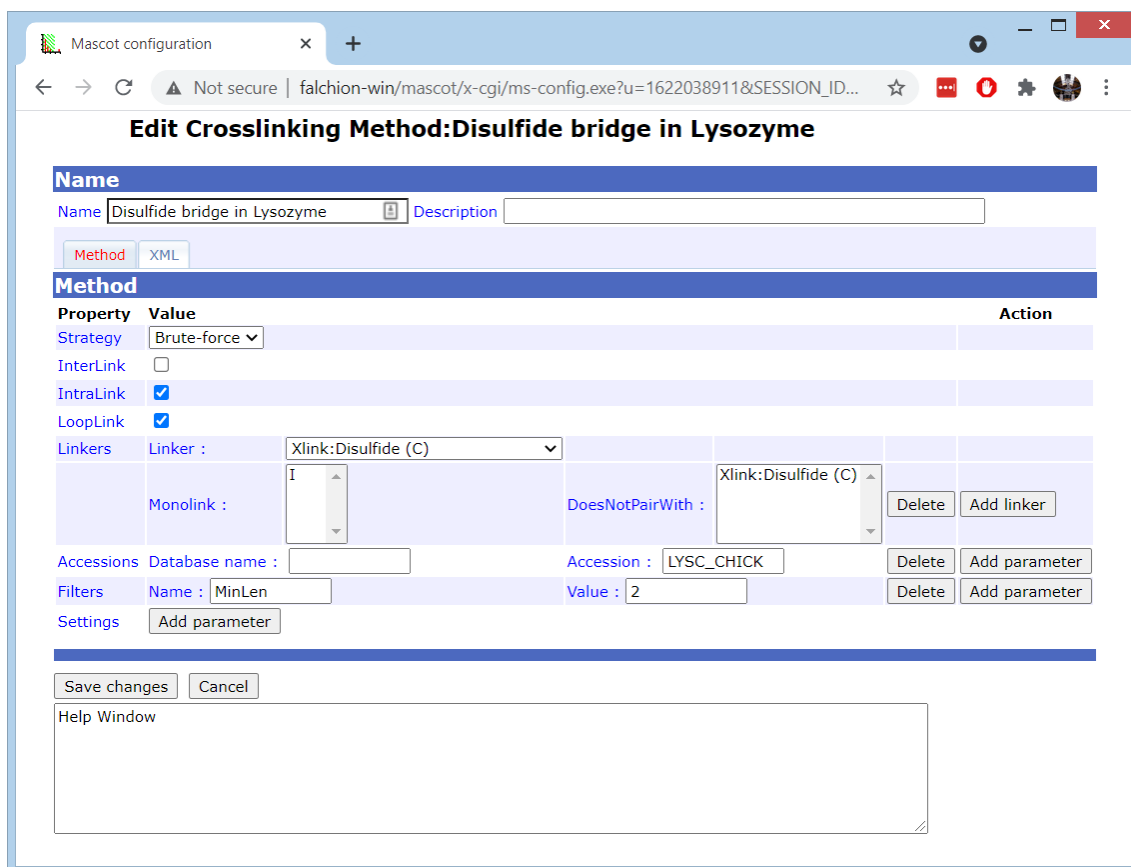 Mascot configuration
Not secure | falchion-win/mascot/x-cgi/ms-config.exe?u=1622038911&SESSION_ID...
Edit Crosslinking Method:Disulfide bridge in Lysozyme
Name
Name Disulfide bridge in Lysozyme Description
Method XML
Method
Property Value Action
Strategy Brute-force
InterLink
IntraLink
LoopLink
Linkers Linker : Xlink:Disulfide (C)
Monolink : I DoesNotPairWith : Xlink:Disulfide (C) Delete Add linker
Accessions Database name : Accession : LYSC_CHICK Delete Add parameter
Filters Name : MinLen Value : 2 Delete Add parameter
Settings Add parameter
Save changes Cancel
Help Window